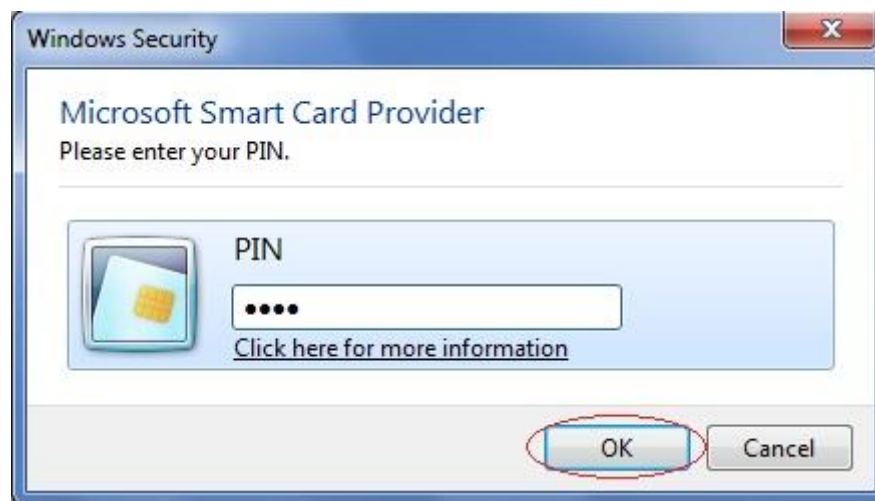 Windows Security
Microsoft Smart Card Provider
Please enter your PIN.
PIN
••••
Click here for more information
OK
Cancel